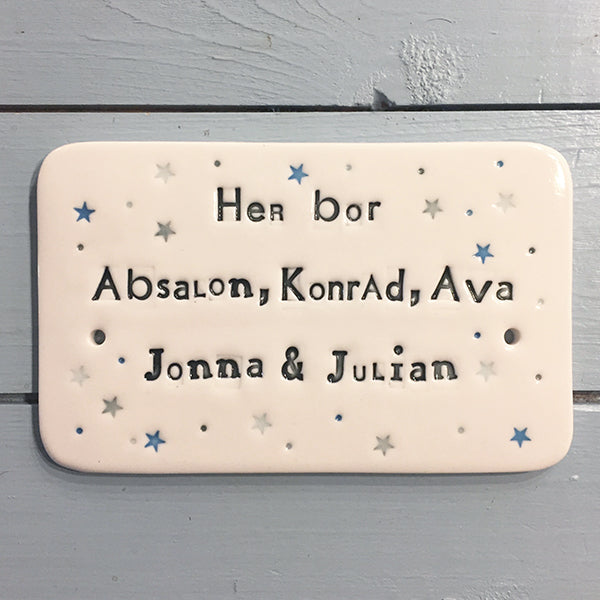 Her bor
Absalon, Konrad, Ava
Jonna & Julian